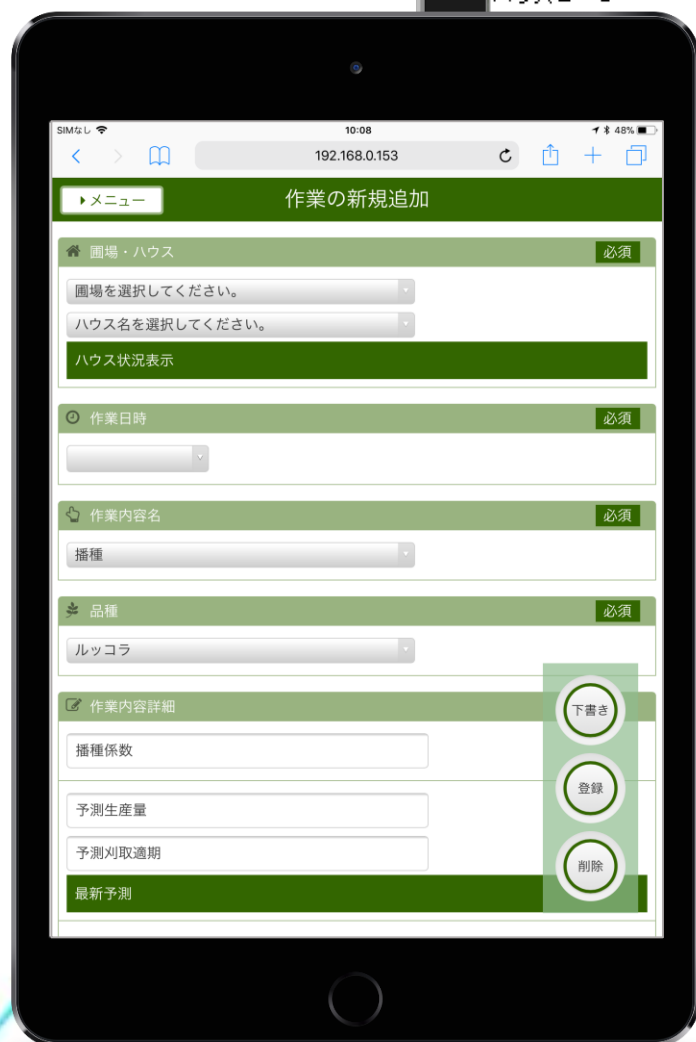 SIMなし 10:08 48%
192.168.0.153
メニュー 作業の新規追加
圃場・ハウス 必須
圃場を選択してください。
ハウス名を選択してください。
ハウス状況表示
作業日時 必須
作業内容名 必須
播種
品種 必須
ルッコラ
作業内容詳細
下書き
播種係数
登録
予測生産量
予測刈取適期
削除
最新予測